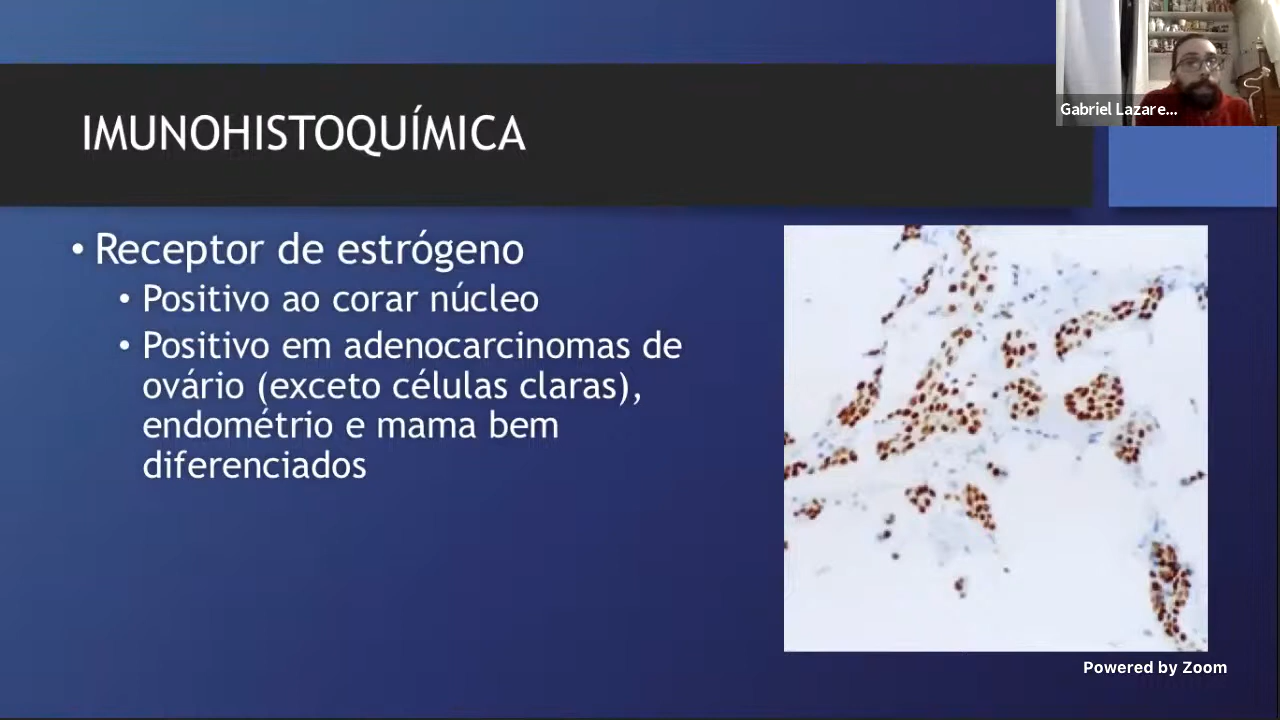 IMUNOHISTOQUÍMICA
Gabriel Lazare...
• Receptor de estrógeno
• Positivo ao corar núcleo
• Positivo em adenocarcinomas de
ovário (exceto células claras),
endométrio e mama bem
diferenciados
Powered by Zoom